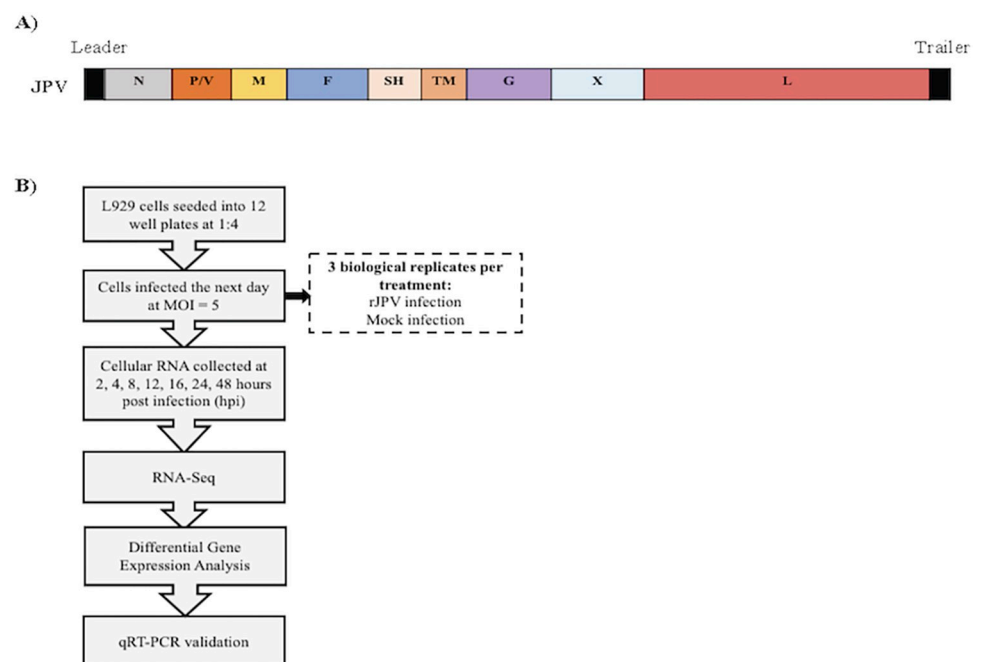 A)
Leader
Trailer
JPV
N
P/V
M
F
SH
TM
G
X
L
B)
L929 cells seeded into 12
well plates at 1:4
Cells infected the next day
at MOI = 5
3 biological replicates per
treatment:
rJPV infection
Mock infection
Cellular RNA collected at
2, 4, 8, 12, 16, 24, 48 hours
post infection (hpi)
RNA-Seq
Differential Gene
Expression Analysis
qRT-PCR validation